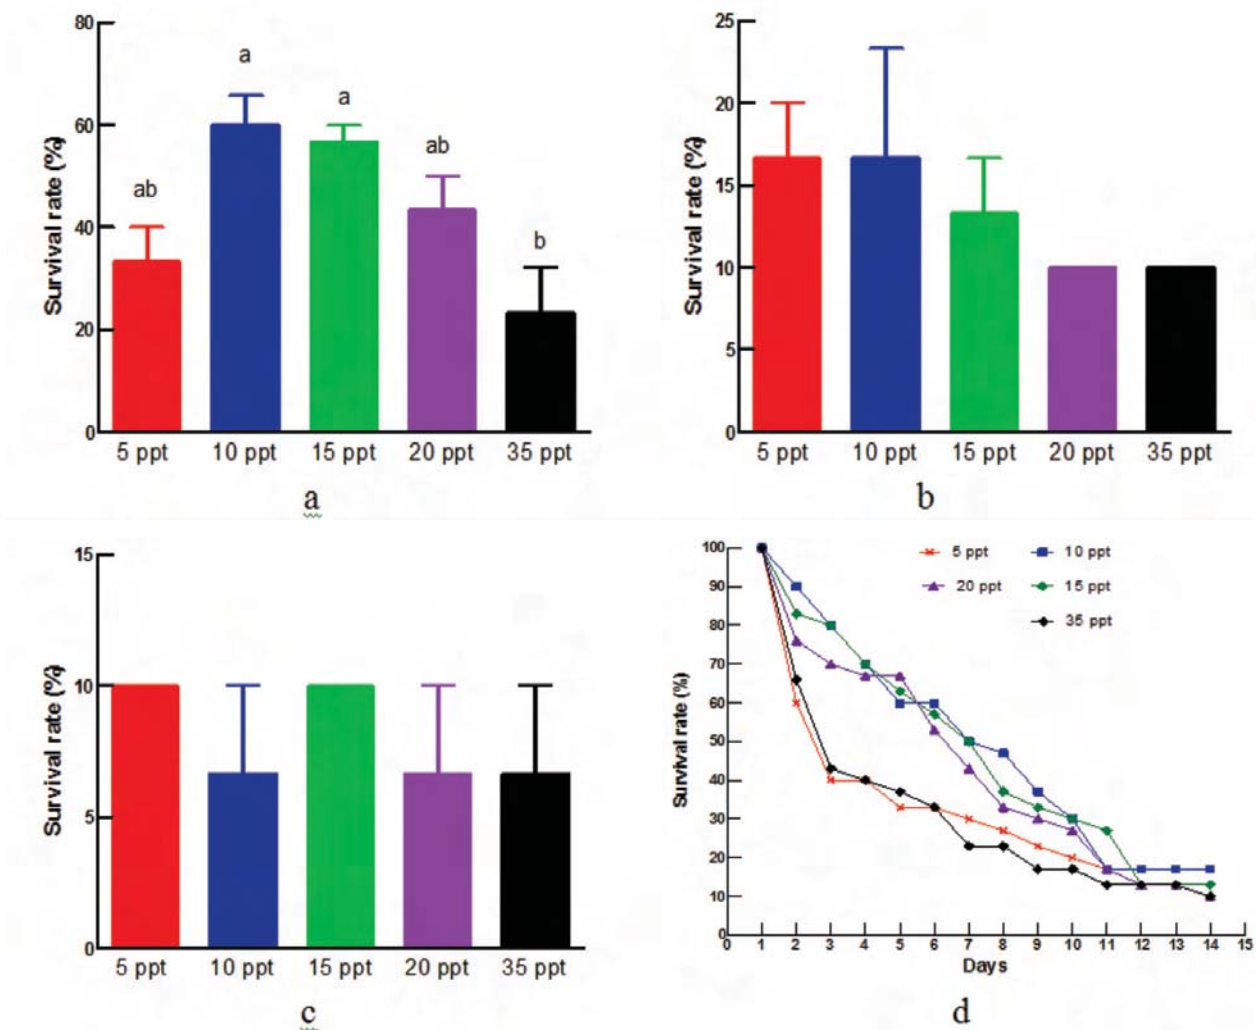 80
60
40
20
0
Survival rate (%)
ab
a
a
ab
b
5 ppt 10 ppt 15 ppt 20 ppt 35 ppt
a
25
20
15
10
5
0
Survival rate (%)
5 ppt 10 ppt 15 ppt 20 ppt 35 ppt
b
15
10
5
0
Survival rate (%)
5 ppt 10 ppt 15 ppt 20 ppt 35 ppt
c
100
90
80
70
60
50
40
30
20
10
0
Survival rate (%)
5 ppt 10 ppt
20 ppt 15 ppt
35 ppt
0 1 2 3 4 5 6 7 8 9 10 11 12 13 14 15
Days
d